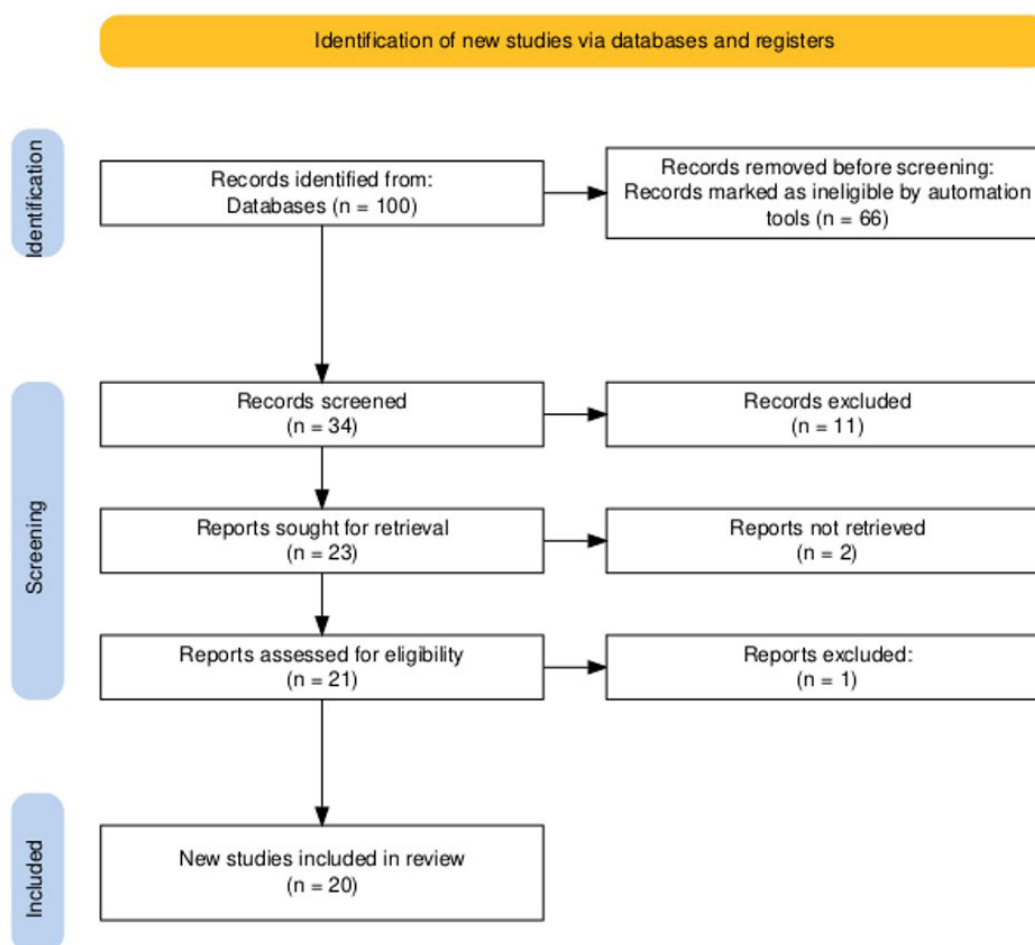 Identification of new studies via databases and registers
Identification
Records identified from:
Databases (n = 100)
Records removed before screening:
Records marked as ineligible by automation
tools (n = 66)
Screening
Records screened
(n = 34)
Records excluded
(n = 11)
Reports sought for retrieval
(n = 23)
Reports not retrieved
(n = 2)
Reports assessed for eligibility
(n = 21)
Reports excluded:
(n = 1)
Included
New studies included in review
(n = 20)